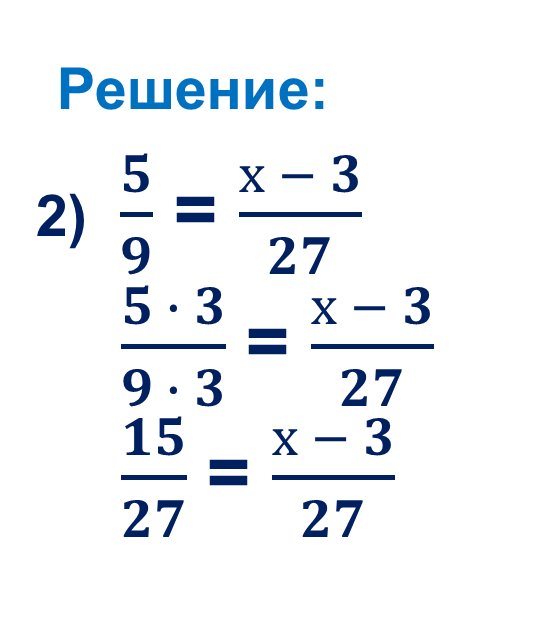 Решение:
2) 5/9 = x − 3/27
5 · 3/9 · 3 = x − 3/27
15/27 = x − 3/27